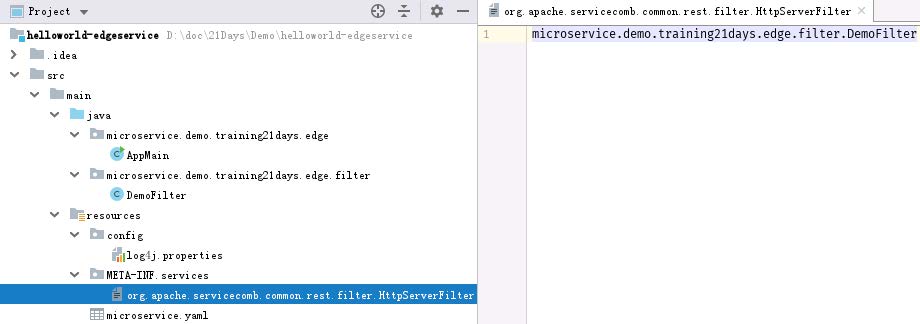 Project
helloworld-edgeservice D:\doc\21Days\Demo\helloworld-edgeservice
.idea
src
main
java
microservice.demo.training21days.edge
AppMain
microservice.demo.training21days.edge.filter
DemoFilter
resources
config
log4j.properties
META-INF.services
org.apache.servicecomb.common.rest.filter.HttpServerFilter
microservice.yaml
org.apache.servicecomb.common.rest.filter.HttpServerFilter
1 microservice.demo.training21days.edge.filter.DemoFilter